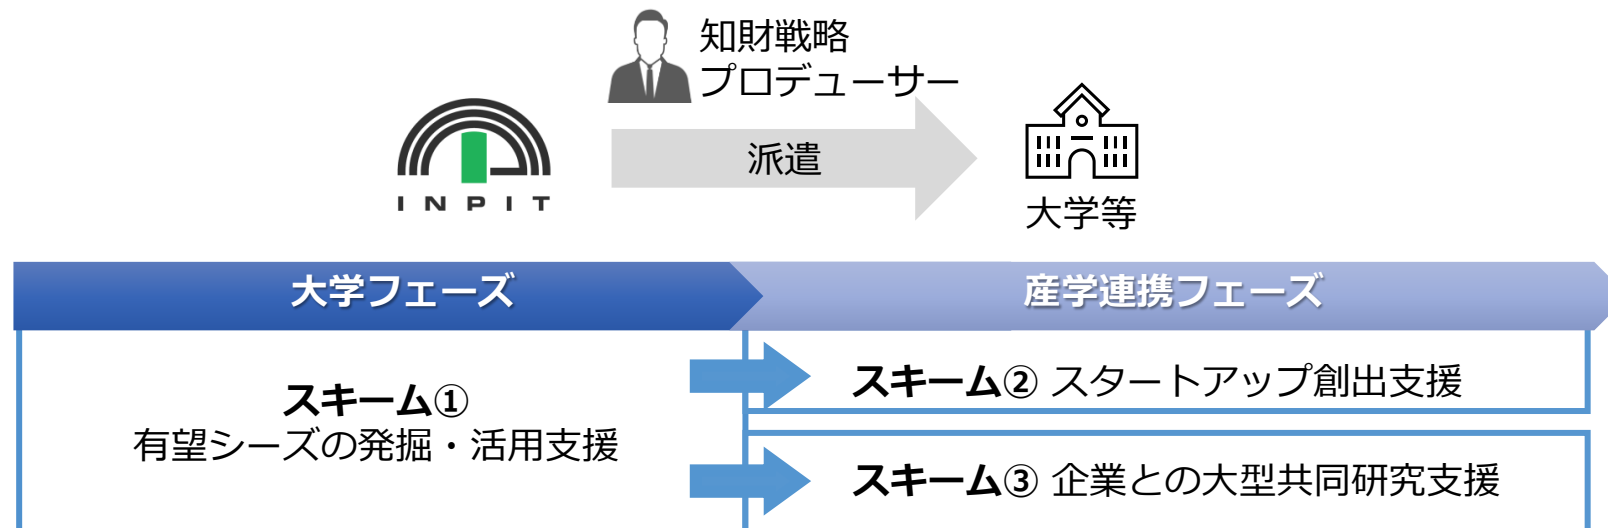 知財戦略
プロデューサー
派遣
INPIT
大学等
大学フェーズ
産学連携フェーズ
スキーム①
有望シーズの発掘・活用支援
スキーム② スタートアップ創出支援
スキーム③ 企業との大型共同研究支援